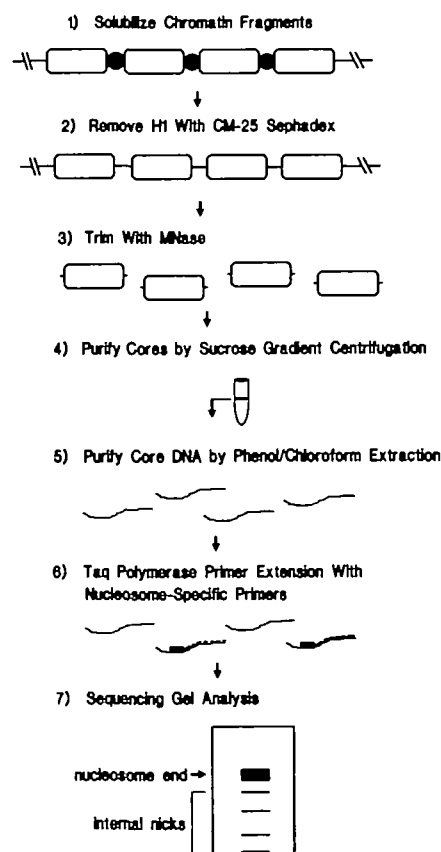 1) Solubilize Chromatin Fragments
2) Remove H1 With CM-25 Sephadex
3) Trim With MNase
4) Purify Cores by Sucrose Gradient Centrifugation
5) Purify Core DNA by Phenol/Chloroform Extraction
6) Taq Polymerase Primer Extension With
Nucleosome-Specific Primers
7) Sequencing Gel Analysis
nucleosome end
internal nicks